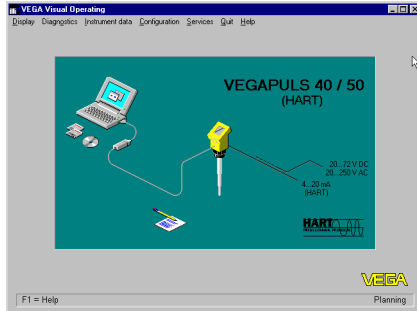 VEGA Visual Operating
Display Diagnostics Instrument data Configuration Services Quit Help
VEGAPULS 40 / 50
(HART)
20...72 V DC
20...250 V AC
4...20 mA
(HART)
HART
VEGA
F1 = Help Planning